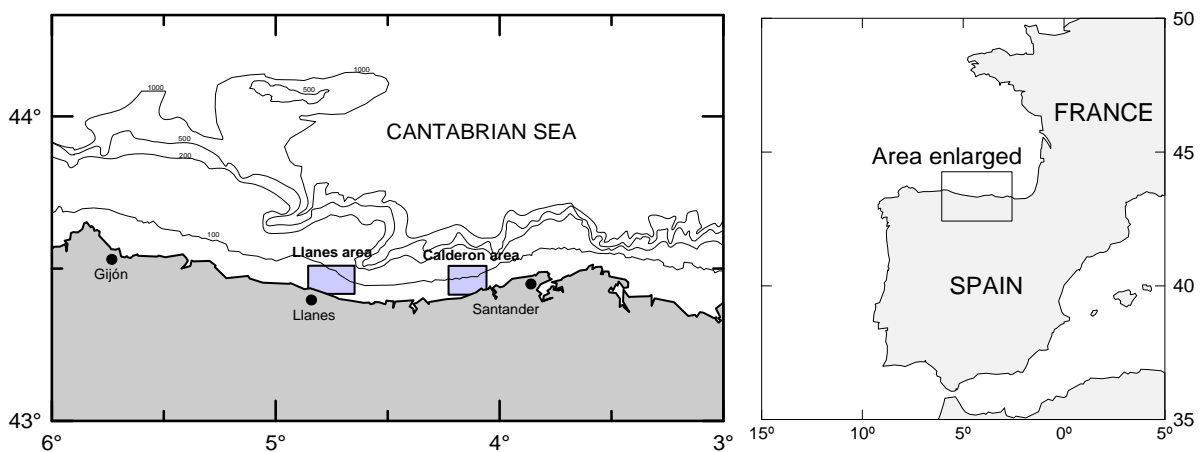 1000
1000
500
44°
CANTABRIAN SEA
500
200
100
Llanes area
Calderon area
Gijón
Llanes
Santander
43°
6°
5°
4°
3°
50
FRANCE
45
Area enlarged
SPAIN
40
35
15º
10º
5º
0º
5º